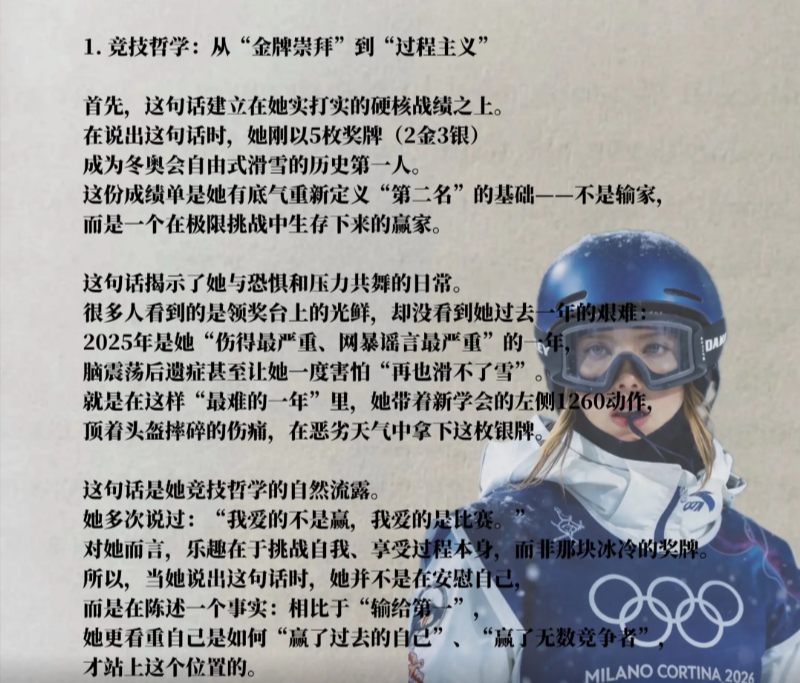 1. 竞技哲学：从“金牌崇拜”到“过程主义”
首先，这句话建立在她实打实的硬核战绩之上。
在说出这句话时，她刚以5枚奖牌（2金3银）
成为冬奥会自由式滑雪的历史第一人。
这份成绩单是她有底气重新定义“第二名”的基础——不是输家，
而是一个在极限挑战中生存下来的赢家。
这句话揭示了她与恐惧和压力共舞的日常。
很多人看到的是领奖台上的光鲜，却没看到她过去一年的艰难：
2025年是她“伤得最严重、网暴谣言最严重”的一年，
脑震荡后遗症甚至让她一度害怕“再也滑不了雪”。
就是在这样“最难的一年”里，她带着新学会的左侧1260动作，
顶着头盔摔碎的伤痛，在恶劣天气中拿下这枚银牌。
这句话是她竞技哲学的自然流露。
她多次说过：“我爱的不是赢，我爱的是比赛。”
对她而言，乐趣在于挑战自我、享受过程本身，而非那块冰冷的奖牌。
所以，当她说出这句话时，她并不是在安慰自己，
而是在陈述一个事实：相比于“输给第一”，
她更看重自己是如何“赢了过去的自己”、“赢了无数竞争者”，
才站上这个位置的。
MILANO CORTINA 2026